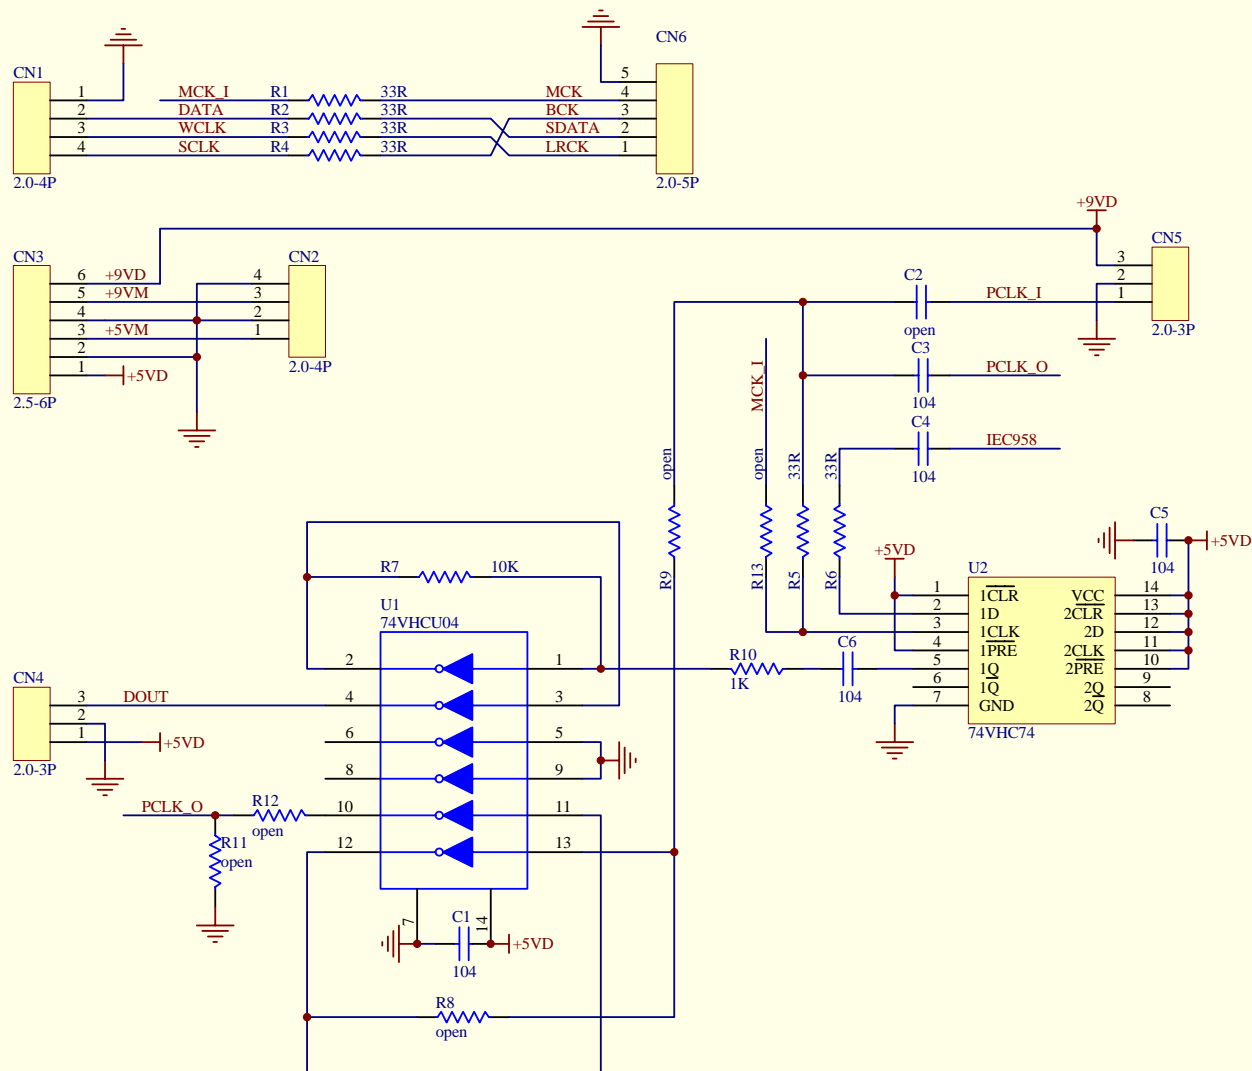 CN1
1
2
3
4
2.0-4P
MCK_I R1 33R MCK
DATA R2 33R BCK
WCLK R3 33R SDATA
SCLK R4 33R LRCK
CN6
5
4
3
2
1
2.0-5P
CN3
6 +9VD
5 +9VM
4
3 +5VM
2
1 +5VD
2.5-6P
CN2
4
3
2
1
2.0-4P
+9VD
CN5
3
2
1
2.0-3P
C2
open
PCLK_I
C3
104
PCLK_O
C4
104
IEC958
MCK_I
open
R9
open
R13
33R
R5
33R
R6
C5
104
+5VD
+5VD
U2
1 1CLR VCC 14
2 1D 2CLR 13
3 1CLK 2D 12
4 1PRE 2CLK 11
5 1Q 2PRE 10
6 1Q 2Q 9
7 GND 2Q 8
74VHC74
R10
1K
C6
104
R7 10K
U1
74VHCU04
2 1
4 3
6 5
8 9
10 11
12 13
7
14
C1
104
+5VD
CN4
3 DOUT
2
1 +5VD
2.0-3P
PCLK_O
R12
open
R11
open
R8
open